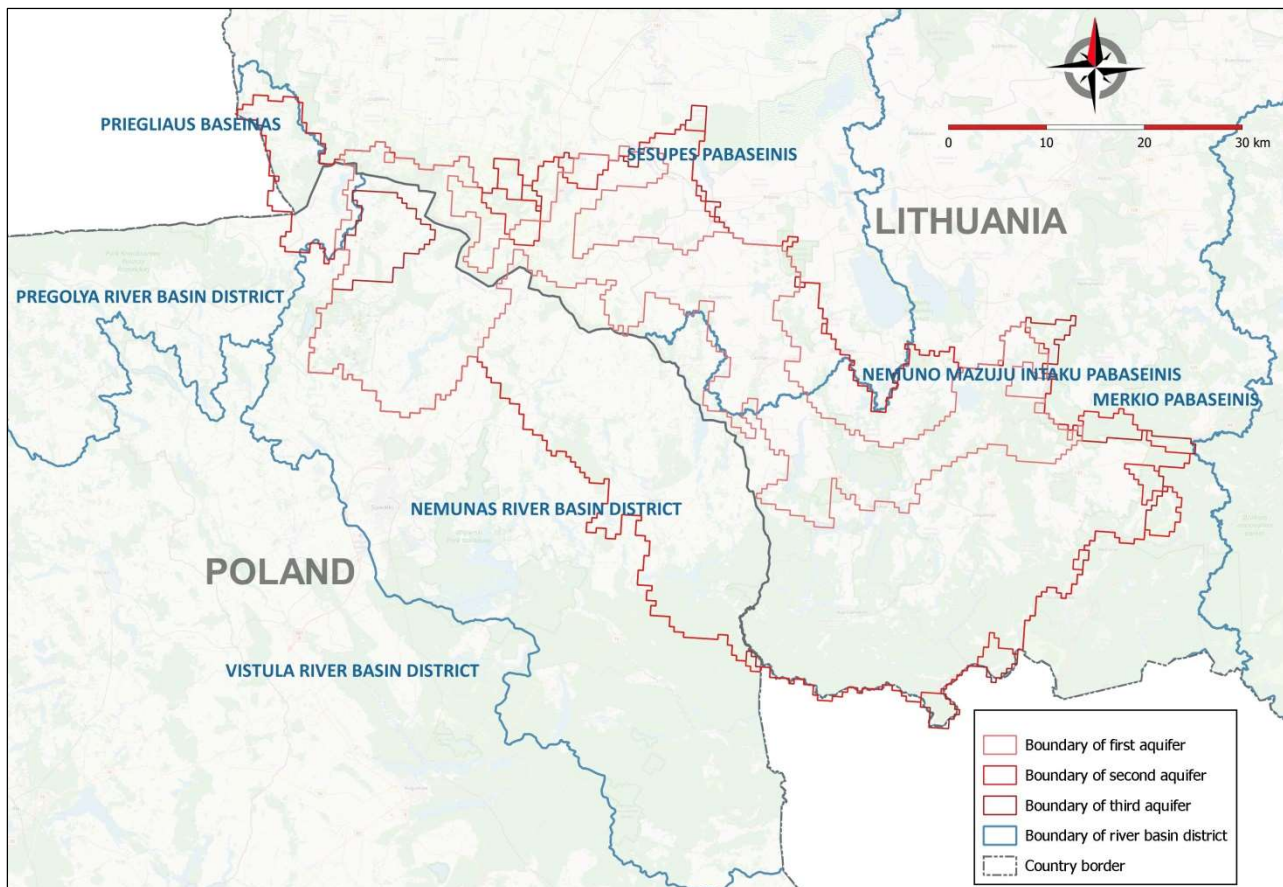 PRIEGLIAUS BASEINAS
SESUPES PABASEINIS
0 10 20 30 km
LITHUANIA
PREGOLYA RIVER BASIN DISTRICT
NEMUNO MAZUJU INTAKU PABASEINIS
MERKIO PABASEINIS
NEMUNAS RIVER BASIN DISTRICT
POLAND
VISTULA RIVER BASIN DISTRICT
Boundary of first aquifer
Boundary of second aquifer
Boundary of third aquifer
Boundary of river basin district
Country border